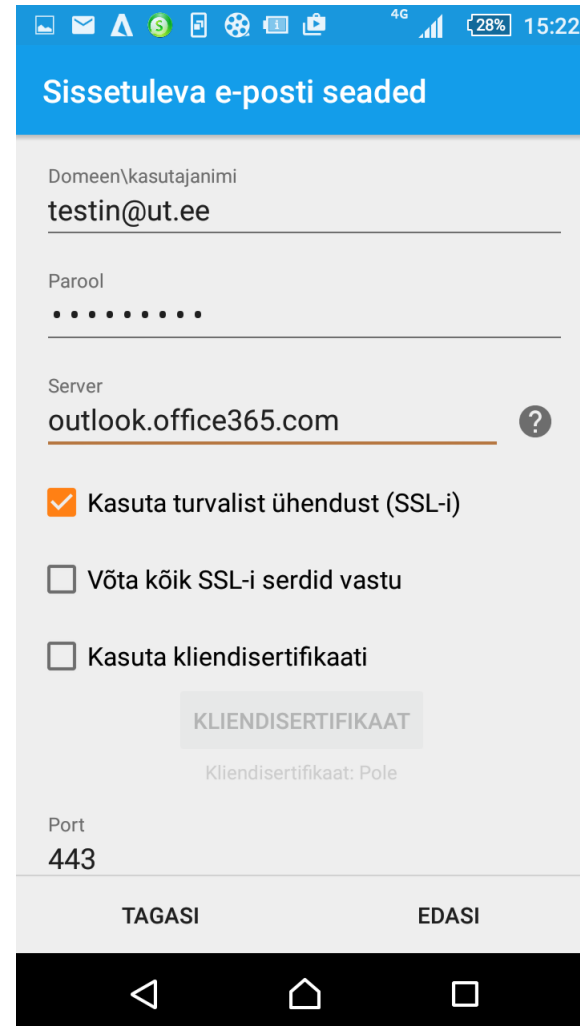 4G 28% 15:22
Sissetuleva e-posti seaded
Domeen\kasutajanimi
testin@ut.ee
Parool
•••••••••
Server
outlook.office365.com
?
Kasuta turvalist ühendust (SSL-i)
Võta kõik SSL-i serdid vastu
Kasuta kliendisertifikaati
KLIENDISERTIFIKAAT
Kliendisertifikaat: Pole
Port
443
TAGASI EDASI